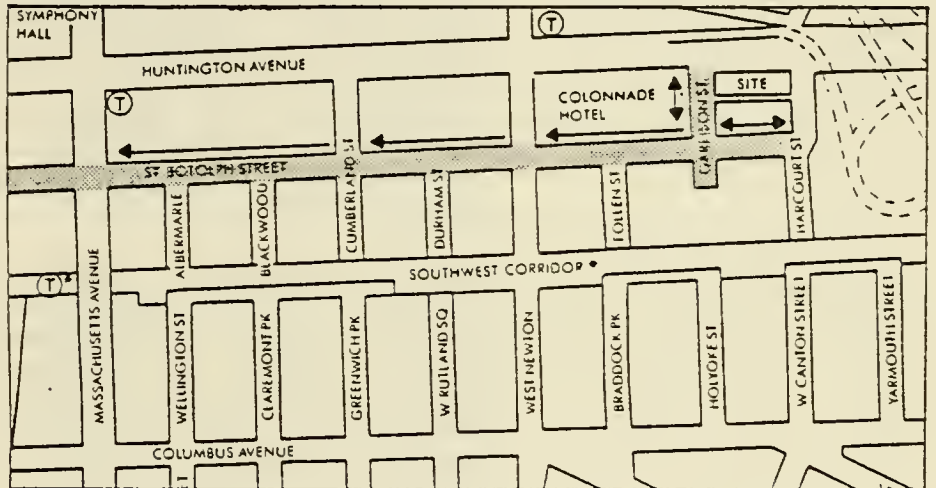 SYMPHONY
HALL
T
HUNTINGTON AVENUE
T
COLONNADE
HOTEL
GARRISON ST.
SITE
ST. BOTOLPH STREET
ALBERMARLE
BLACKWOOD
CUMBERLAND ST
DURHAM ST
FOLLEN ST
HARCOURT ST
SOUTHWEST CORRIDOR
T
MASSACHUSETTS AVENUE
WELLINGTON ST
CLAREMONT PK
GREENWICH PK
W RUTLAND SQ
WEST NEWTON
BRADDOCK PK
HOLYOKE ST
W CANTON STREET
YARMOUTH STREET
COLUMBUS AVENUE